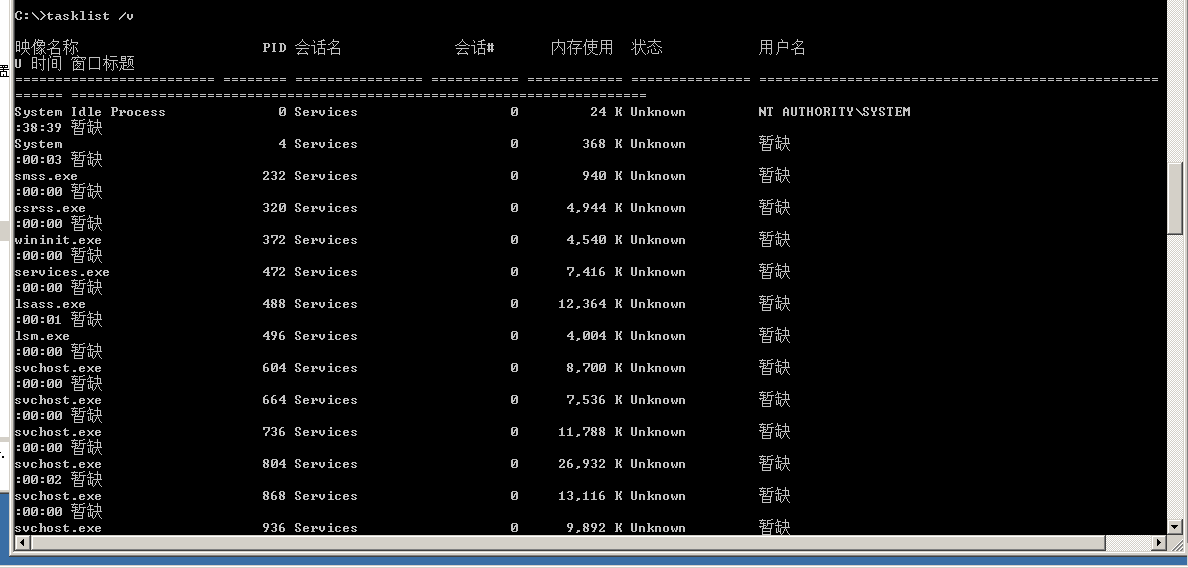 C:\>tasklist /v
映像名称 PID 会话名 会话# 内存使用 状态 用户名
U 时间 窗口标题
========================= ======== ================ =========== ============ =============== ===================================================
====== ========================================================================
System Idle Process 0 Services 0 24 K Unknown NT AUTHORITY\SYSTEM
:38:39 暂缺
System 4 Services 0 368 K Unknown 暂缺
:00:03 暂缺
smss.exe 232 Services 0 940 K Unknown 暂缺
:00:00 暂缺
csrss.exe 320 Services 0 4,944 K Unknown 暂缺
:00:00 暂缺
wininit.exe 372 Services 0 4,540 K Unknown 暂缺
:00:00 暂缺
services.exe 472 Services 0 7,416 K Unknown 暂缺
:00:00 暂缺
lsass.exe 488 Services 0 12,364 K Unknown 暂缺
:00:01 暂缺
lsm.exe 496 Services 0 4,004 K Unknown 暂缺
:00:00 暂缺
svchost.exe 604 Services 0 8,700 K Unknown 暂缺
:00:00 暂缺
svchost.exe 664 Services 0 7,536 K Unknown 暂缺
:00:00 暂缺
svchost.exe 736 Services 0 11,788 K Unknown 暂缺
:00:00 暂缺
svchost.exe 804 Services 0 26,932 K Unknown 暂缺
:00:02 暂缺
svchost.exe 868 Services 0 13,116 K Unknown 暂缺
:00:00 暂缺
svchost.exe 936 Services 0 9,892 K Unknown 暂缺
置